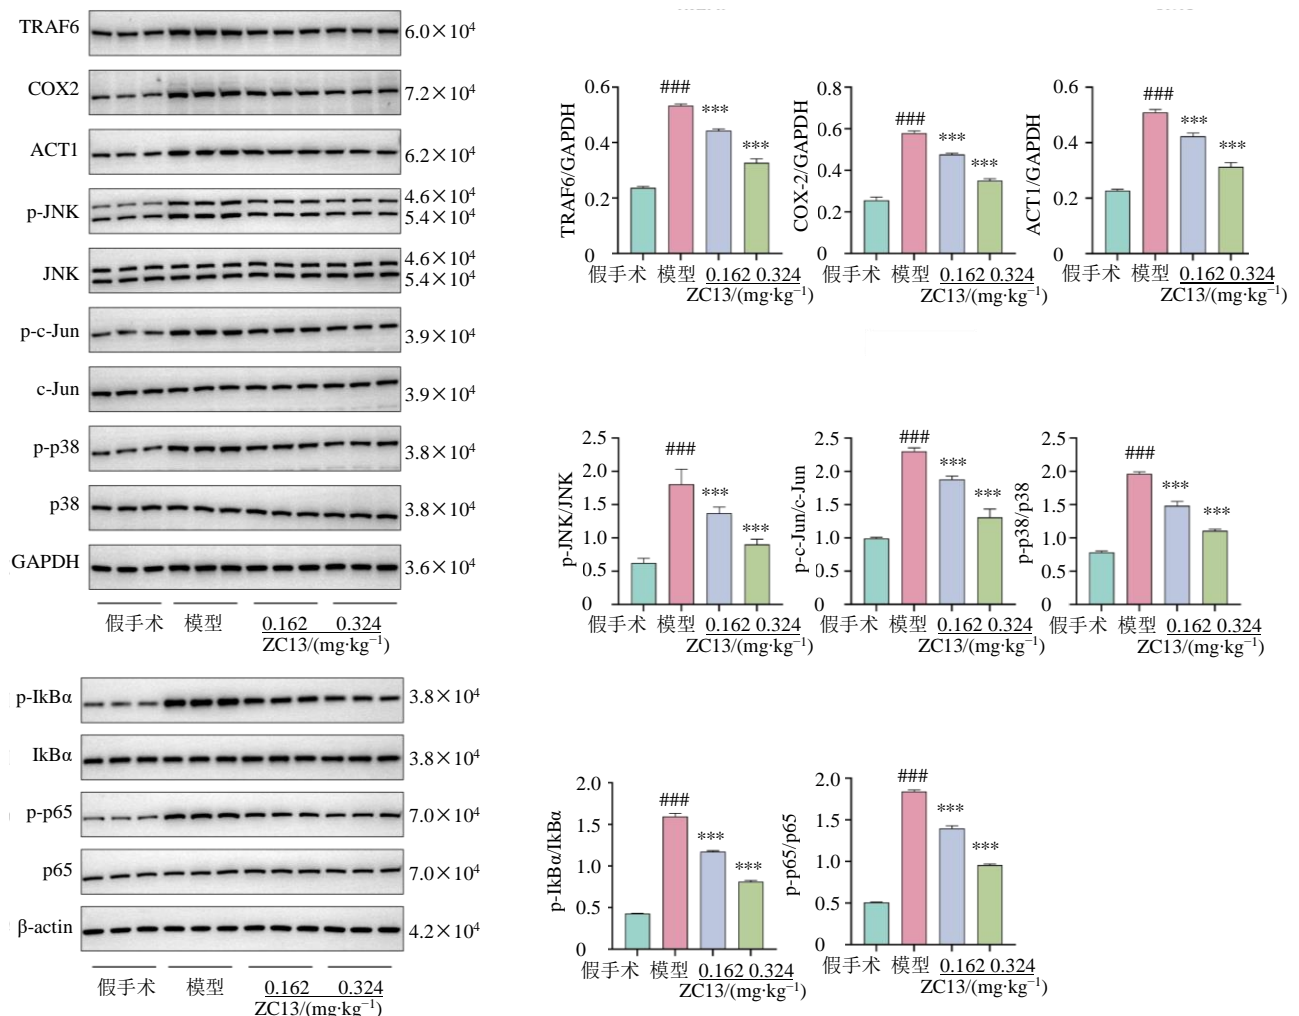 TRAF6
6.0×10⁴
COX2
7.2×10⁴
ACT1
6.2×10⁴
p-JNK
4.6×10⁴
5.4×10⁴
JNK
4.6×10⁴
5.4×10⁴
p-c-Jun
3.9×10⁴
c-Jun
3.9×10⁴
p-p38
3.8×10⁴
p38
3.8×10⁴
GAPDH
3.6×10⁴
假手术 模型 0.162 0.324
ZC13/(mg·kg⁻¹)
p-IkBα
3.8×10⁴
IkBα
3.8×10⁴
p-p65
7.0×10⁴
p65
7.0×10⁴
β-actin
4.2×10⁴
假手术 模型 0.162 0.324
ZC13/(mg·kg⁻¹)
TRAF6/GAPDH
0.6
0.4
0.2
0
###
***
***
假手术 模型 0.162 0.324
ZC13/(mg·kg⁻¹)
COX-2/GAPDH
0.8
0.6
0.4
0.2
0
###
***
***
假手术 模型 0.162 0.324
ZC13/(mg·kg⁻¹)
ACT1/GAPDH
0.6
0.4
0.2
0
###
***
***
假手术 模型 0.162 0.324
ZC13/(mg·kg⁻¹)
p-JNK/JNK
2.5
2.0
1.5
1.0
0.5
0
###
***
***
假手术 模型 0.162 0.324
ZC13/(mg·kg⁻¹)
p-c-Jun/c-Jun
2.5
2.0
1.5
1.0
0.5
0
###
***
***
假手术 模型 0.162 0.324
ZC13/(mg·kg⁻¹)
p-p38/p38
2.5
2.0
1.5
1.0
0.5
0
###
***
***
假手术 模型 0.162 0.324
ZC13/(mg·kg⁻¹)
p-IkBα/IkBα
2.0
1.5
1.0
0.5
0
###
***
***
假手术 模型 0.162 0.324
ZC13/(mg·kg⁻¹)
p-p65/p65
2.0
1.5
1.0
0.5
0
###
***
***
假手术 模型 0.162 0.324
ZC13/(mg·kg⁻¹)